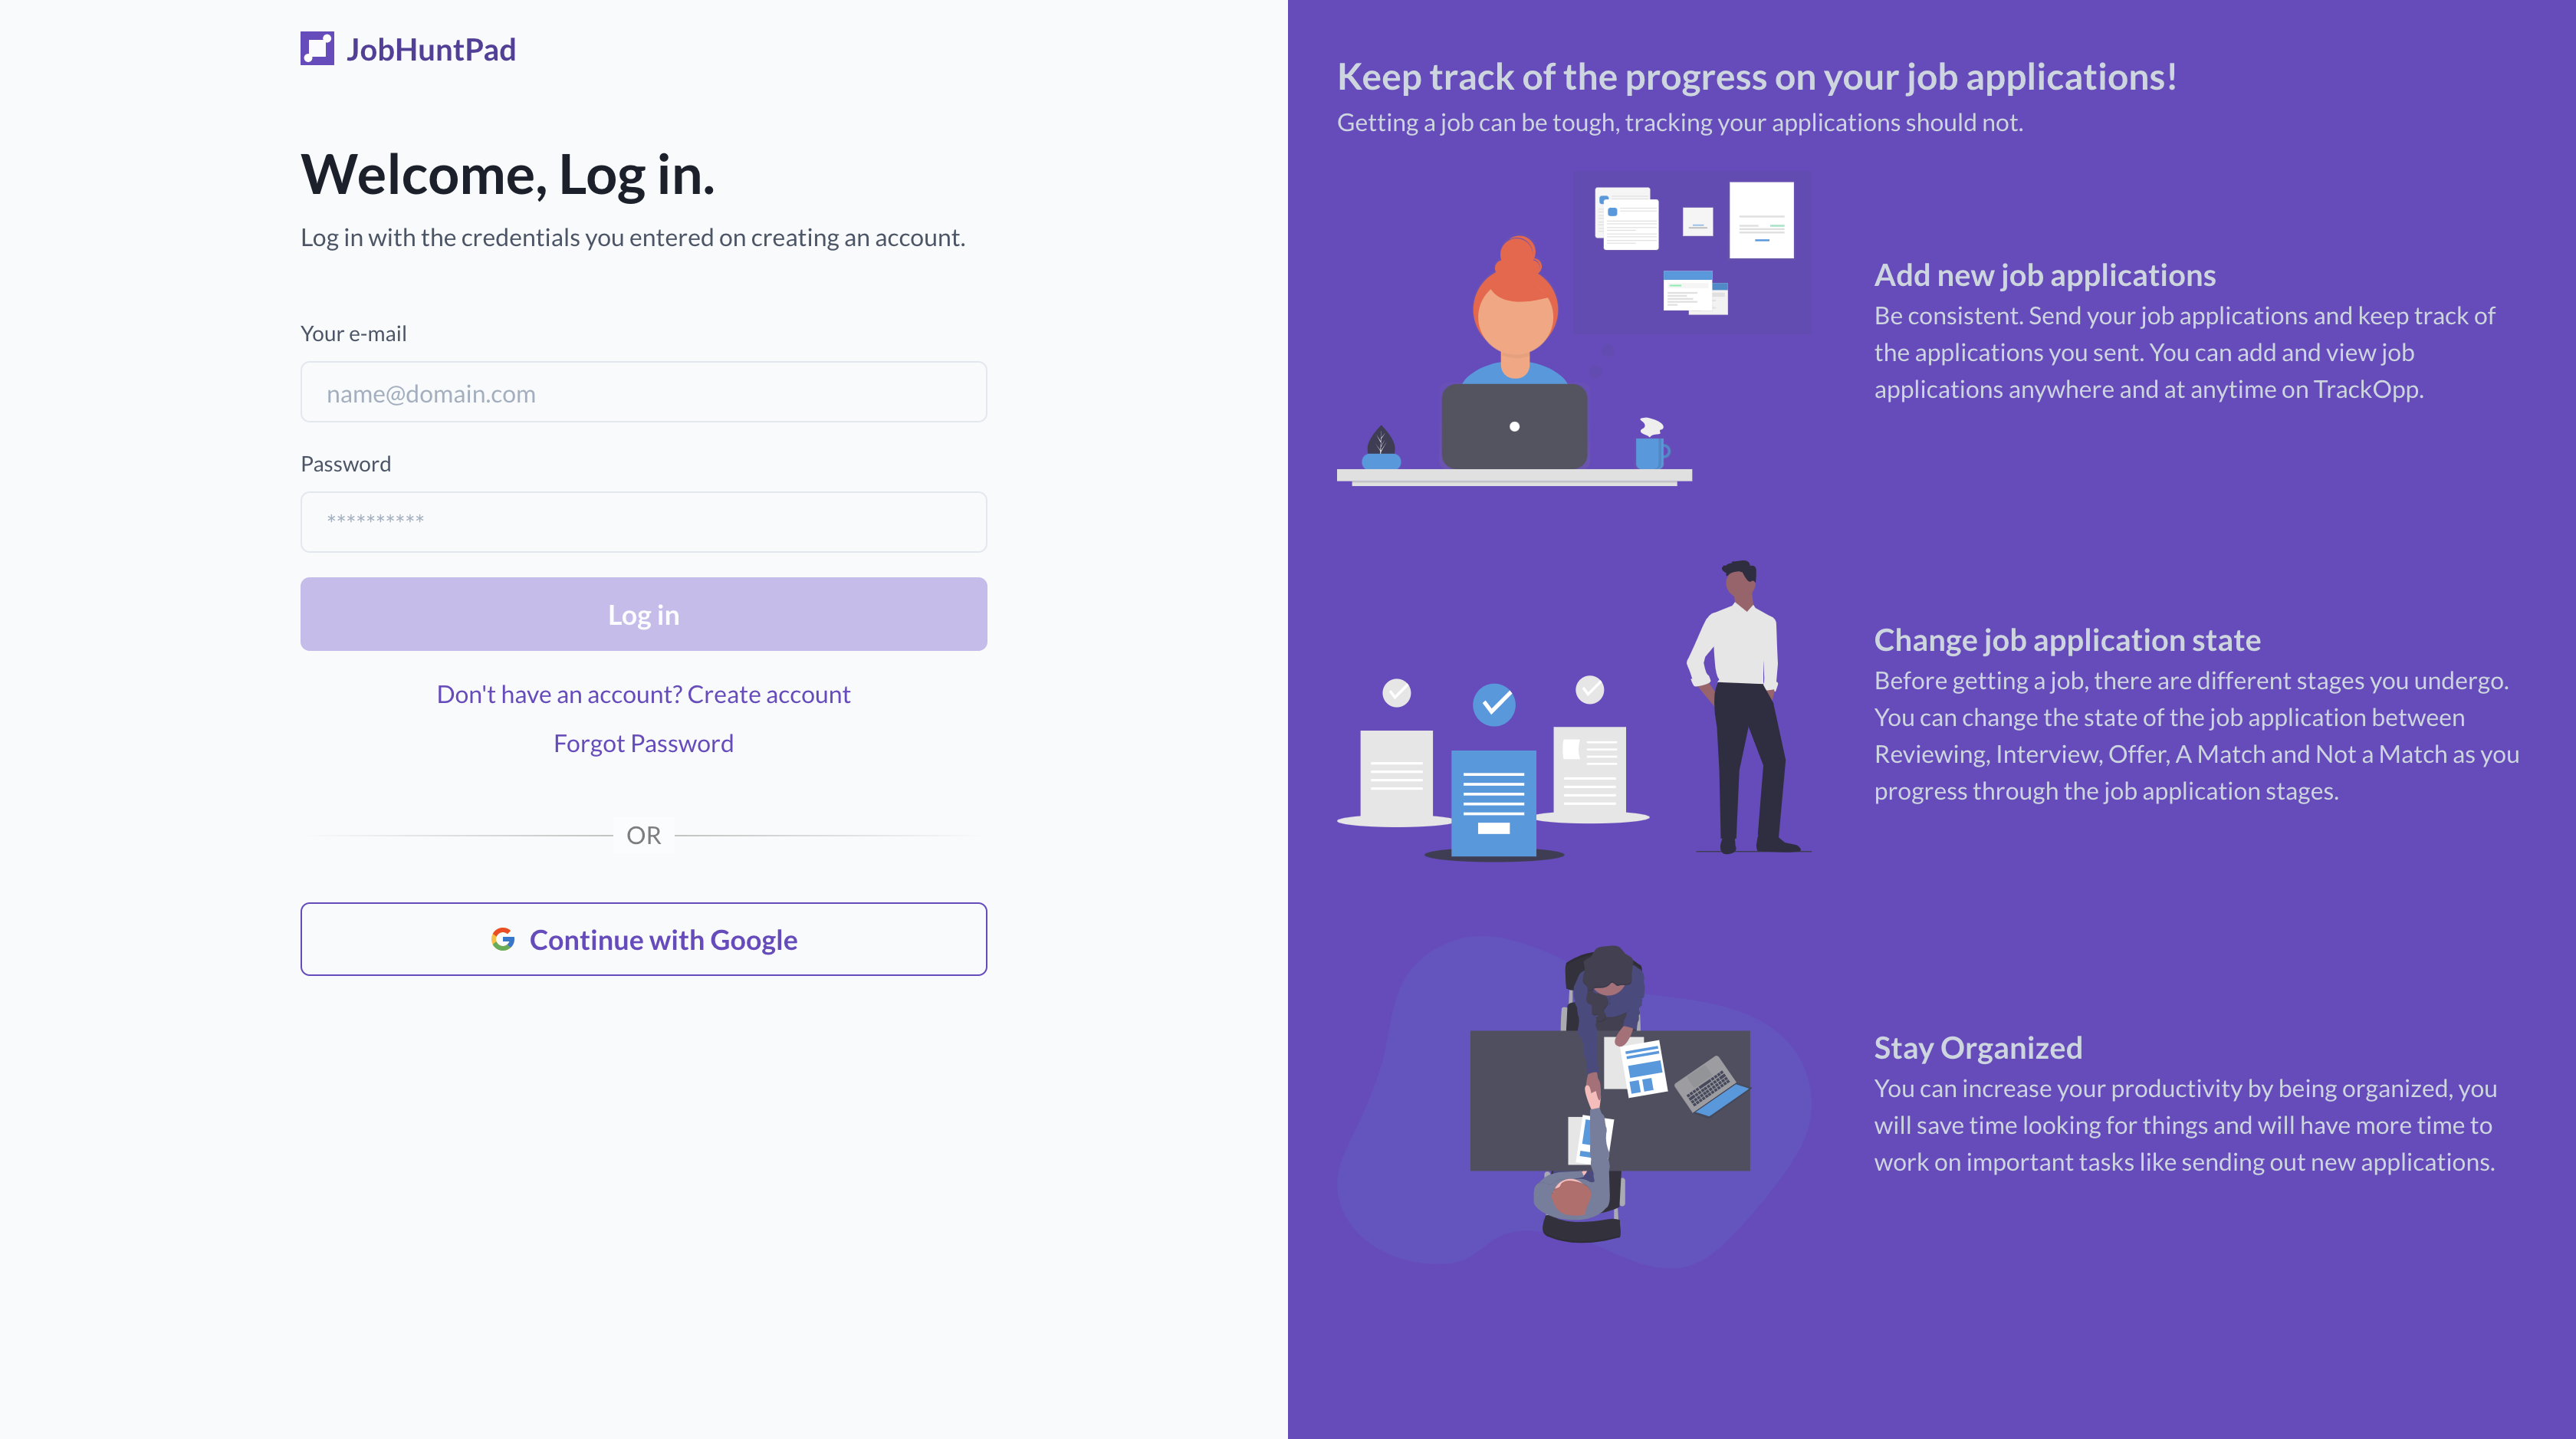 JobHuntPad
Welcome, Log in.
Log in with the credentials you entered on creating an account.
Your e-mail
name@domain.com
Password
**********
Log in
Don't have an account? Create account
Forgot Password
OR
Continue with Google
Keep track of the progress on your job applications!
Getting a job can be tough, tracking your applications should not.
Add new job applications
Be consistent. Send your job applications and keep track of
the applications you sent. You can add and view job
applications anywhere and at anytime on TrackOpp.
Change job application state
Before getting a job, there are different stages you undergo.
You can change the state of the job application between
Reviewing, Interview, Offer, A Match and Not a Match as you
progress through the job application stages.
Stay Organized
You can increase your productivity by being organized, you
will save time looking for things and will have more time to
work on important tasks like sending out new applications.